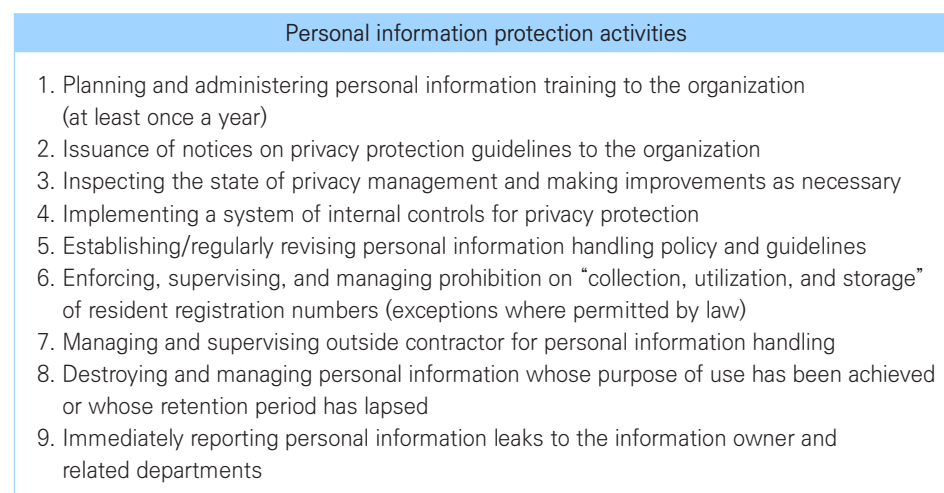 Personal information protection activities
1. Planning and administering personal information training to the organization
(at least once a year)
2. Issuance of notices on privacy protection guidelines to the organization
3. Inspecting the state of privacy management and making improvements as necessary
4. Implementing a system of internal controls for privacy protection
5. Establishing/regularly revising personal information handling policy and guidelines
6. Enforcing, supervising, and managing prohibition on “collection, utilization, and storage”
of resident registration numbers (exceptions where permitted by law)
7. Managing and supervising outside contractor for personal information handling
8. Destroying and managing personal information whose purpose of use has been achieved
or whose retention period has lapsed
9. Immediately reporting personal information leaks to the information owner and
related departments